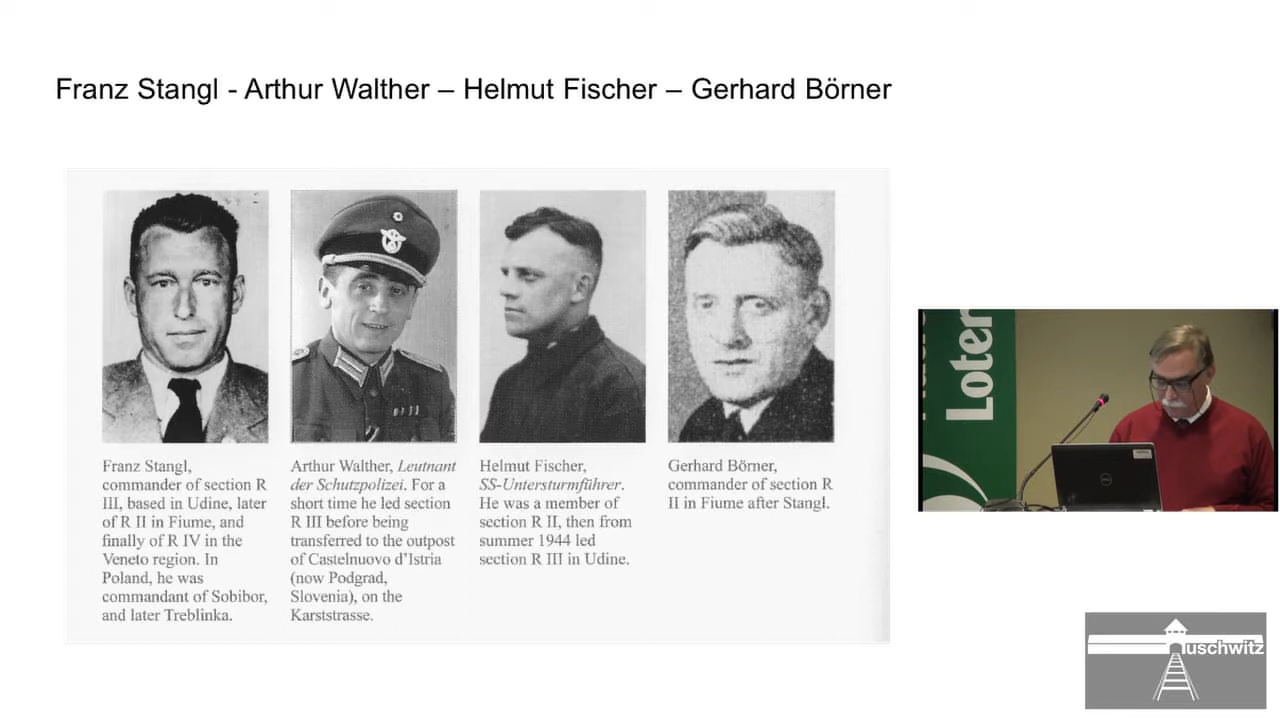 Franz Stangl - Arthur Walther – Helmut Fischer – Gerhard Börner
Franz Stangl,
commander of section R
III, based in Udine, later
of R II in Fiume, and
finally of R IV in the
Veneto region. In
Poland, he was
commandant of Sobibor,
and later Treblinka.
Arthur Walther, Leutnant
der Schutzpolizei. For a
short time he led section
R III before being
transferred to the outpost
of Castelnuovo d'Istria
(now Podgrad,
Slovenia), on the
Karststrasse.
Helmut Fischer,
SS-Untersturmführer.
He was a member of
section R II, then from
summer 1944 led
section R III in Udine.
Gerhard Börner,
commander of section R
II in Fiume after Stangl.
Loter
DELL
uschwitz